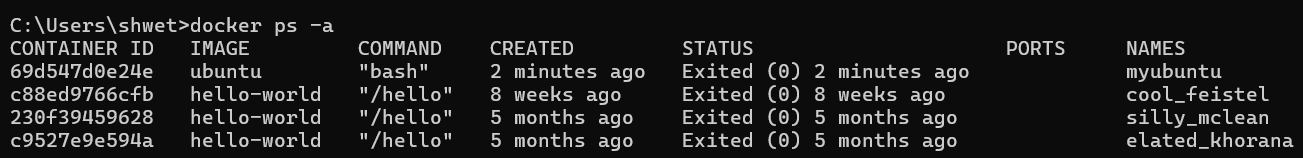 C:\Users\shwet>docker ps -a
CONTAINER ID   IMAGE         COMMAND    CREATED         STATUS                     PORTS     NAMES
69d547d0e24e   ubuntu        "bash"     2 minutes ago   Exited (0) 2 minutes ago             myubuntu
c88ed9766cfb   hello-world   "/hello"   8 weeks ago     Exited (0) 8 weeks ago               cool_feistel
230f39459628   hello-world   "/hello"   5 months ago    Exited (0) 5 months ago              silly_mclean
c9527e9e594a   hello-world   "/hello"   5 months ago    Exited (0) 5 months ago              elated_khorana